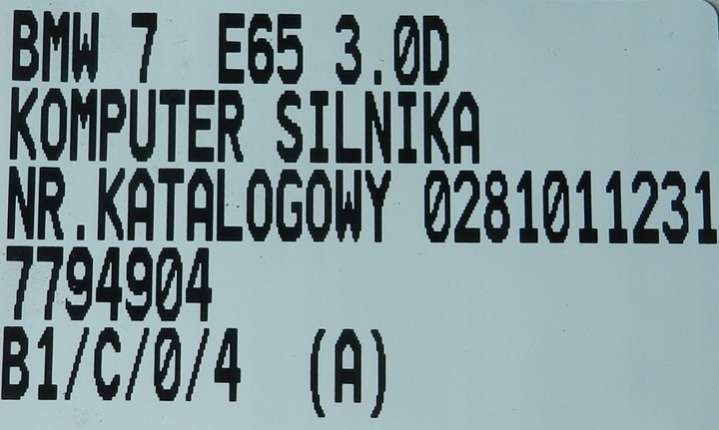 BMW 7 E65 3.0D
KOMPUTER SILNIKA
NR.KATALOGOWY 0281011231
7794904
B1/C/0/4 (A)